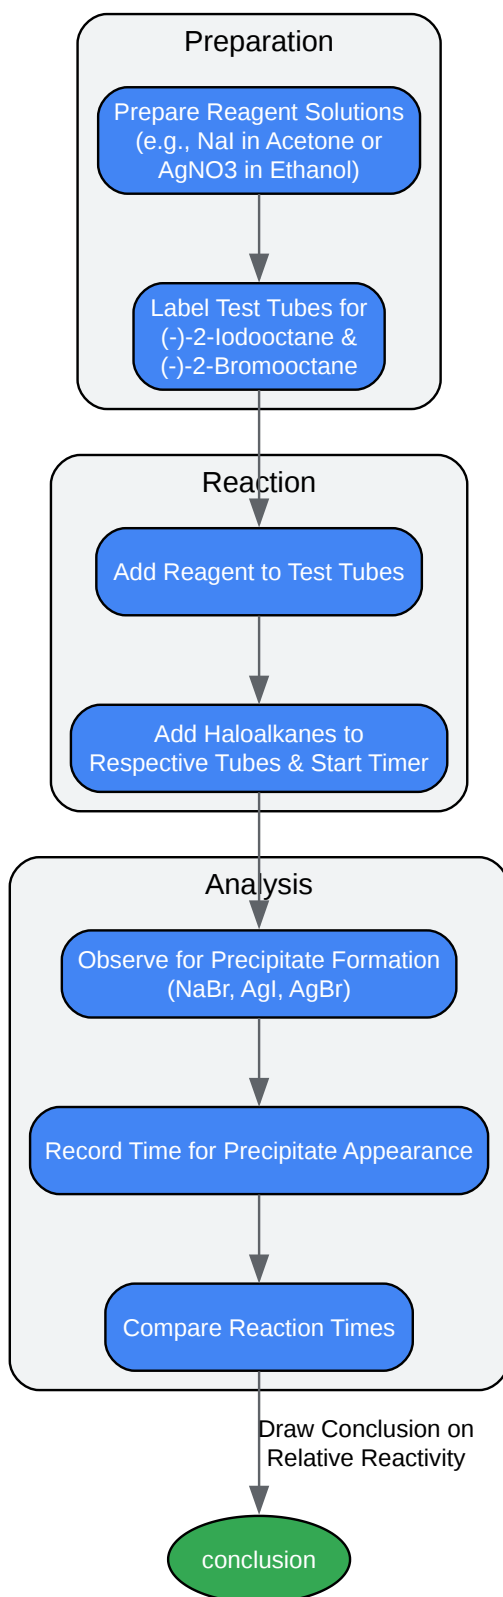 Preparation
Prepare Reagent Solutions
(e.g., NaI in Acetone or
AgNO3 in Ethanol)
Label Test Tubes for
(-)-2-Iodooctane &
(-)-2-Bromooctane
Reaction
Add Reagent to Test Tubes
Add Haloalkanes to
Respective Tubes & Start Timer
Analysis
Observe for Precipitate Formation
(NaBr, AgI, AgBr)
Record Time for Precipitate Appearance
Compare Reaction Times
Draw Conclusion on
Relative Reactivity
conclusion